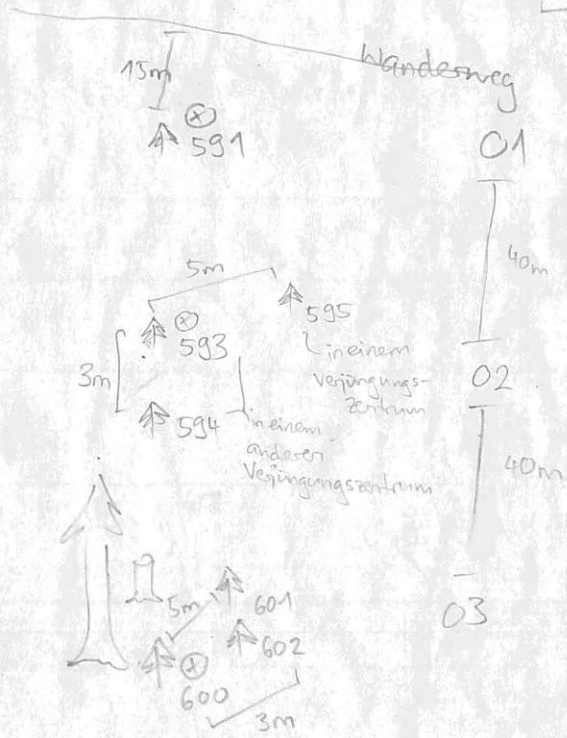 Wanderweg
15m
⊗
591
01
40m
5m
595
⊗
593
in einem
Verjüngungs-
zentrum
3m
02
594
in einem
anderen
Verjüngungszentrum
40m
5m
601
602
03
⊗
600
3m